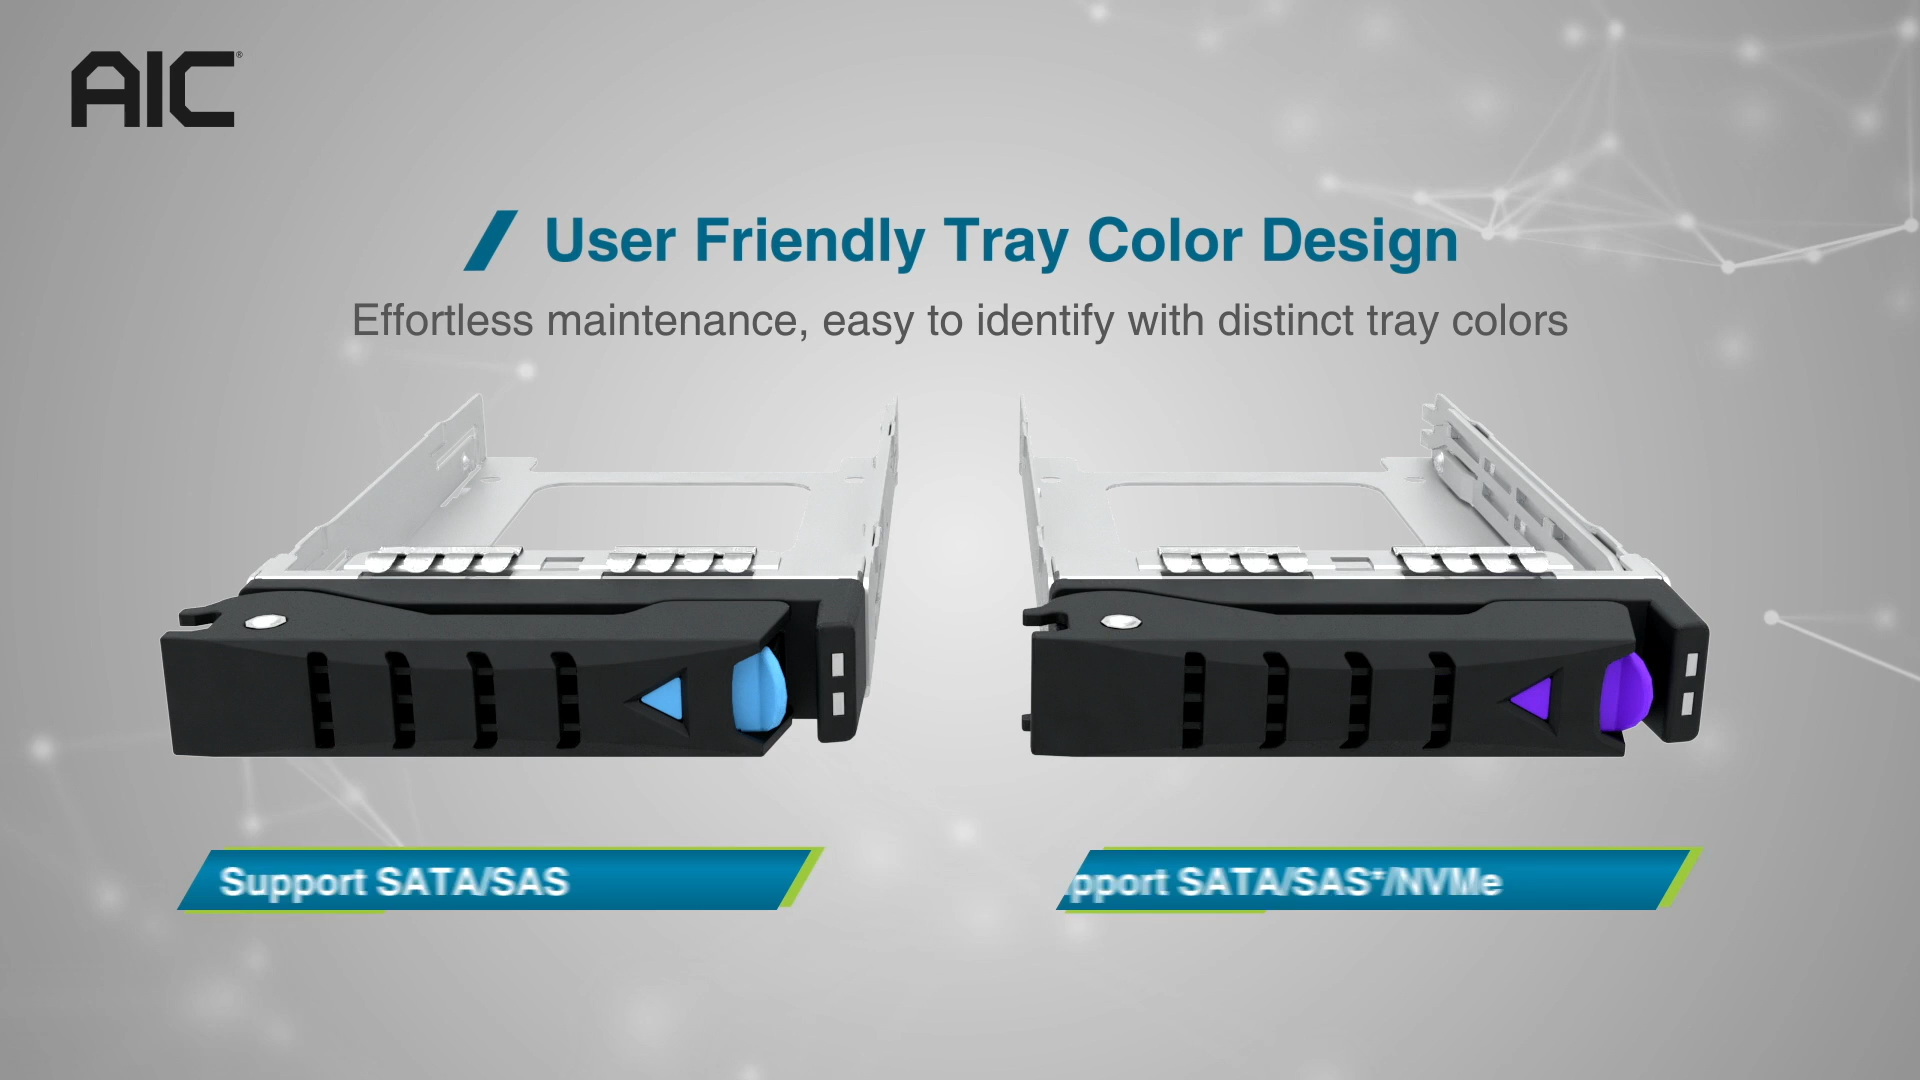 AIC®
User Friendly Tray Color Design
Effortless maintenance, easy to identify with distinct tray colors
Support SATA/SAS
pport SATA/SAS*/NVMe